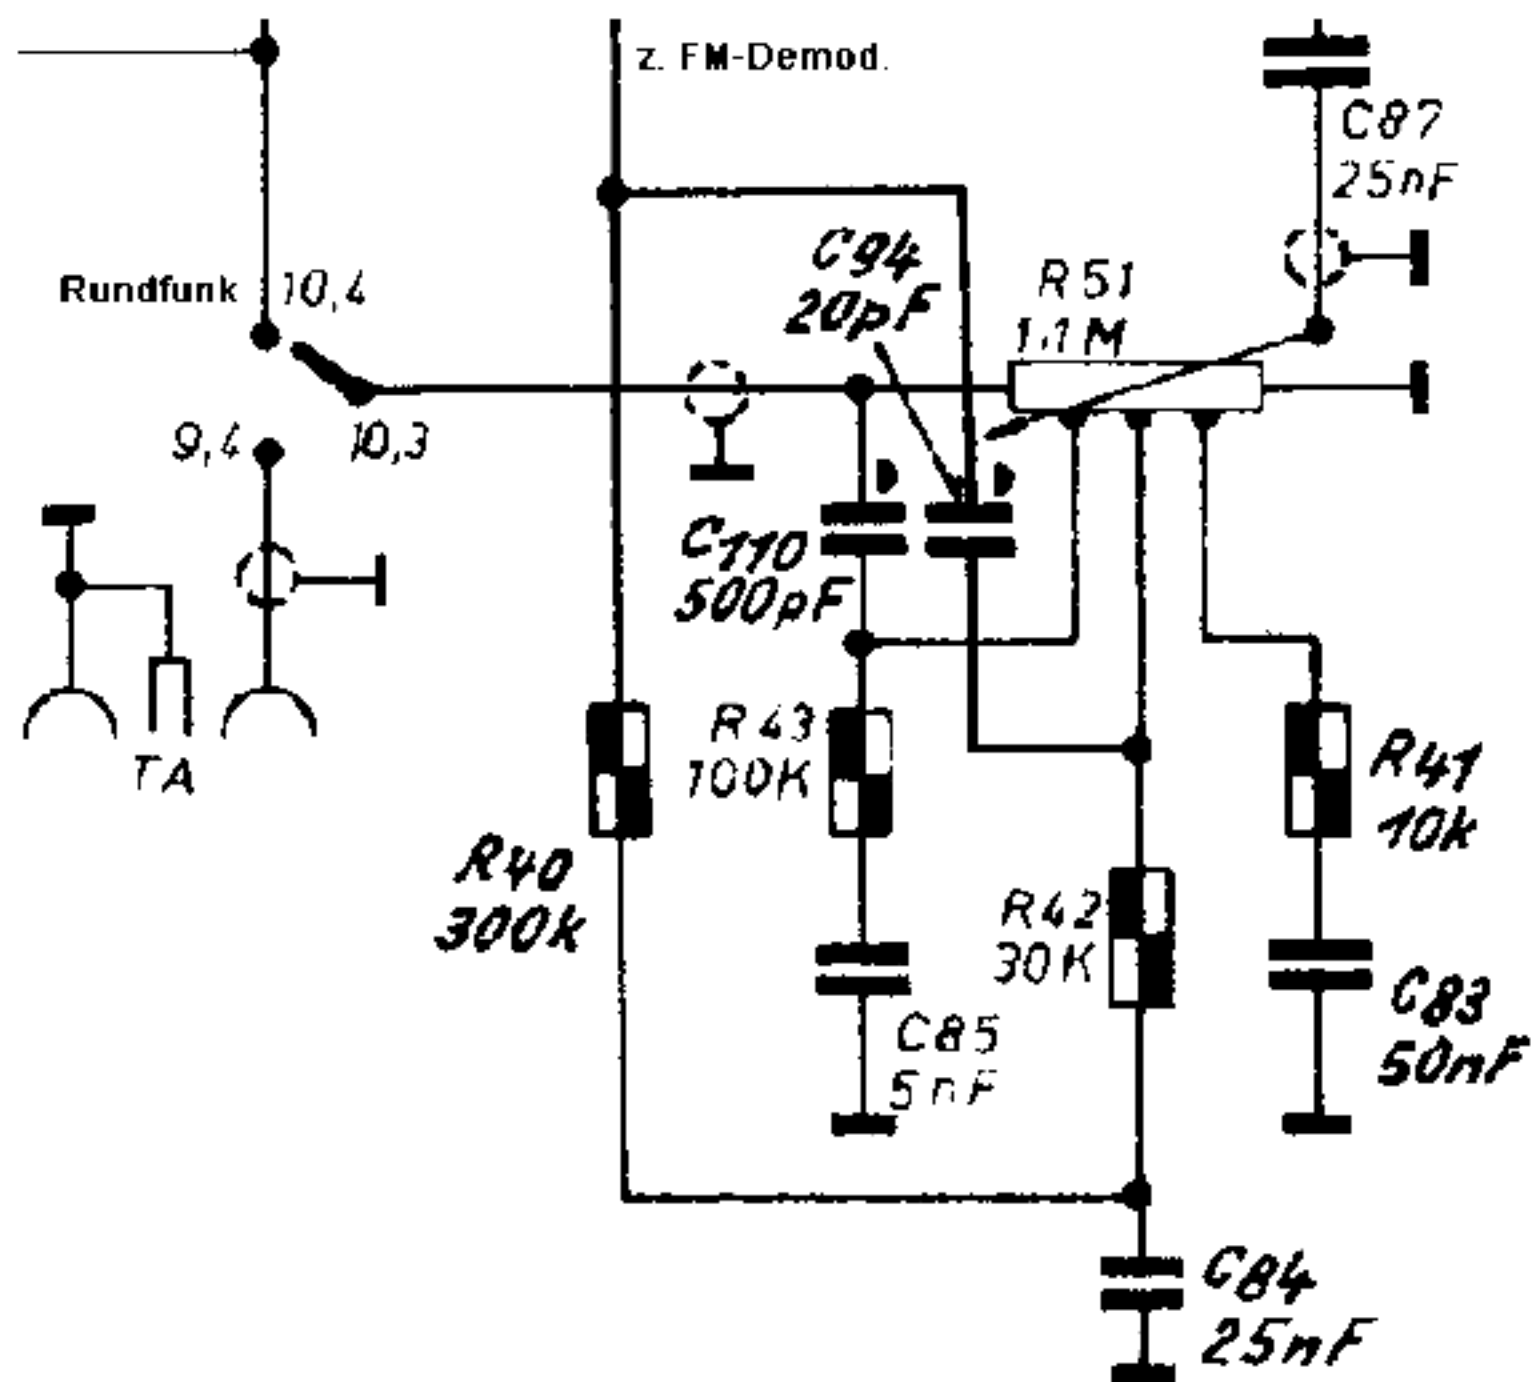 z. FM-Demod.
C87
25nF
C94
20pF
R51
1,1M
Rundfunk
10,4
9,4
10,3
C110
500pF
TA
R43
100K
R41
10k
R40
300k
R42
30K
C85
5nF
C83
50nF
C84
25nF